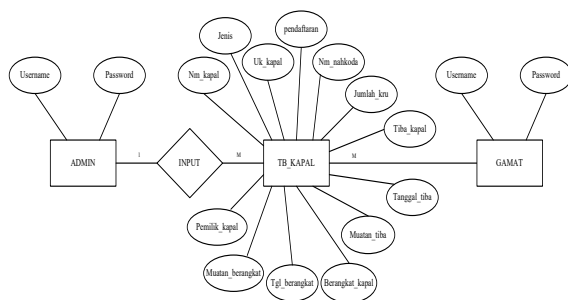 pendaftaran
Jenis
Uk_kapal
Nm_nahkoda
Username
Password
Nm_kapal
Jumlah_kru
Username
Password
Tiba_kapal
ADMIN
1
INPUT
M
TB_KAPAL
M
GAMAT
Tanggal_tiba
Pemilik_kapal
Muatan_tiba
Muatan_berangkat
Tgl_berangkat
Berangkat_kapal